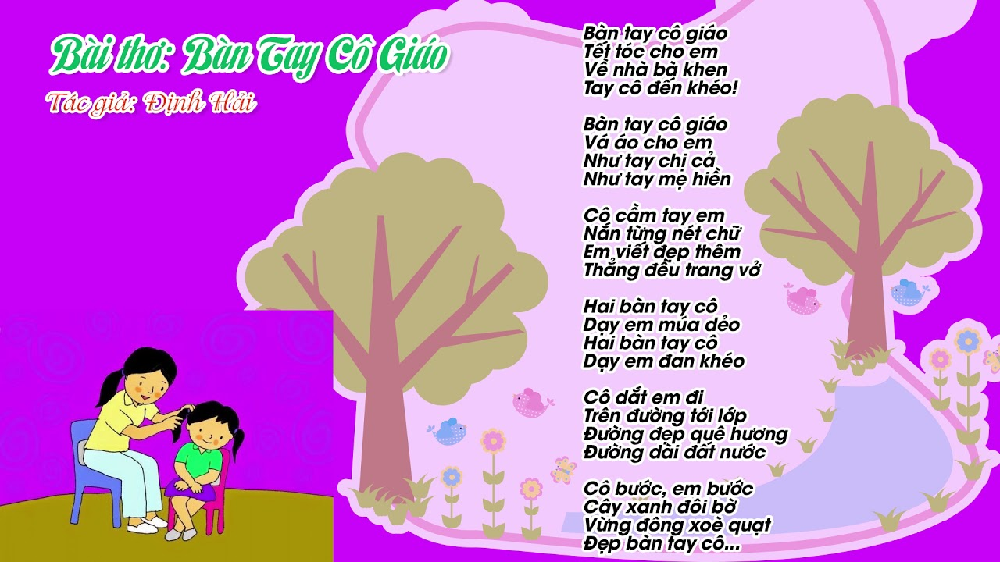 Bài thơ: Bàn Tay Cô Giáo
Tác giả: Định Hải
Bàn tay cô giáo
Tết tóc cho em
Về nhà bà khen
Tay cô đến khéo!
Bàn tay cô giáo
Vá áo cho em
Như tay chị cả
Như tay mẹ hiền
Cô cầm tay em
Nắn từng nét chữ
Em viết đẹp thêm
Thẳng đều trang vở
Hai bàn tay cô
Dạy em múa dẻo
Hai bàn tay cô
Dạy em đan khéo
Cô dắt em đi
Trên đường tới lớp
Đường đẹp quê hương
Đường dài đất nước
Cô bước, em bước
Cây xanh đôi bờ
Vừng đông xoè quạt
Đẹp bàn tay cô...